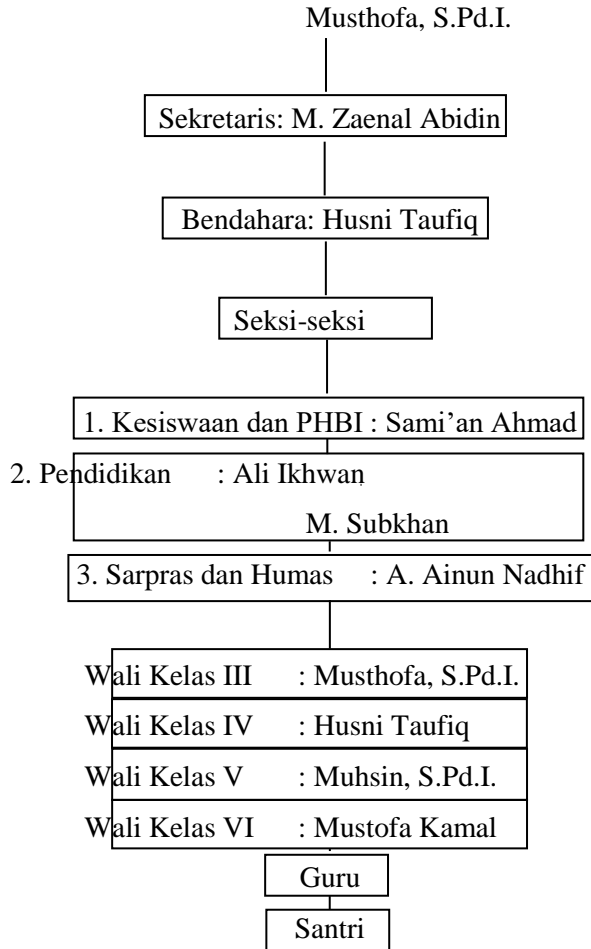 Musthofa, S.Pd.I.
Sekretaris: M. Zaenal Abidin
Bendahara: Husni Taufiq
Seksi-seksi
1. Kesiswaan dan PHBI : Sami’an Ahmad
2. Pendidikan : Ali Ikhwan
M. Subkhan
3. Sarpras dan Humas : A. Ainun Nadhif
Wali Kelas III : Musthofa, S.Pd.I.
Wali Kelas IV : Husni Taufiq
Wali Kelas V : Muhsin, S.Pd.I.
Wali Kelas VI : Mustofa Kamal
Guru
Santri